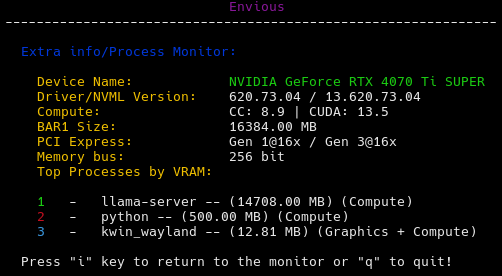 Envious
--------------------------------------------------------------
Extra info/Process Monitor:
Device Name: NVIDIA GeForce RTX 4070 Ti SUPER
Driver/NVML Version: 620.73.04 / 13.620.73.04
Compute: CC: 8.9 | CUDA: 13.5
BAR1 Size: 16384.00 MB
PCI Express: Gen 1@16x / Gen 3@16x
Memory bus: 256 bit
Top Processes by VRAM:
1 - llama-server -- (14708.00 MB) (Compute)
2 - python -- (500.00 MB) (Compute)
3 - kwin_wayland -- (12.81 MB) (Graphics + Compute)
Press "i" key to return to the monitor or "q" to quit!